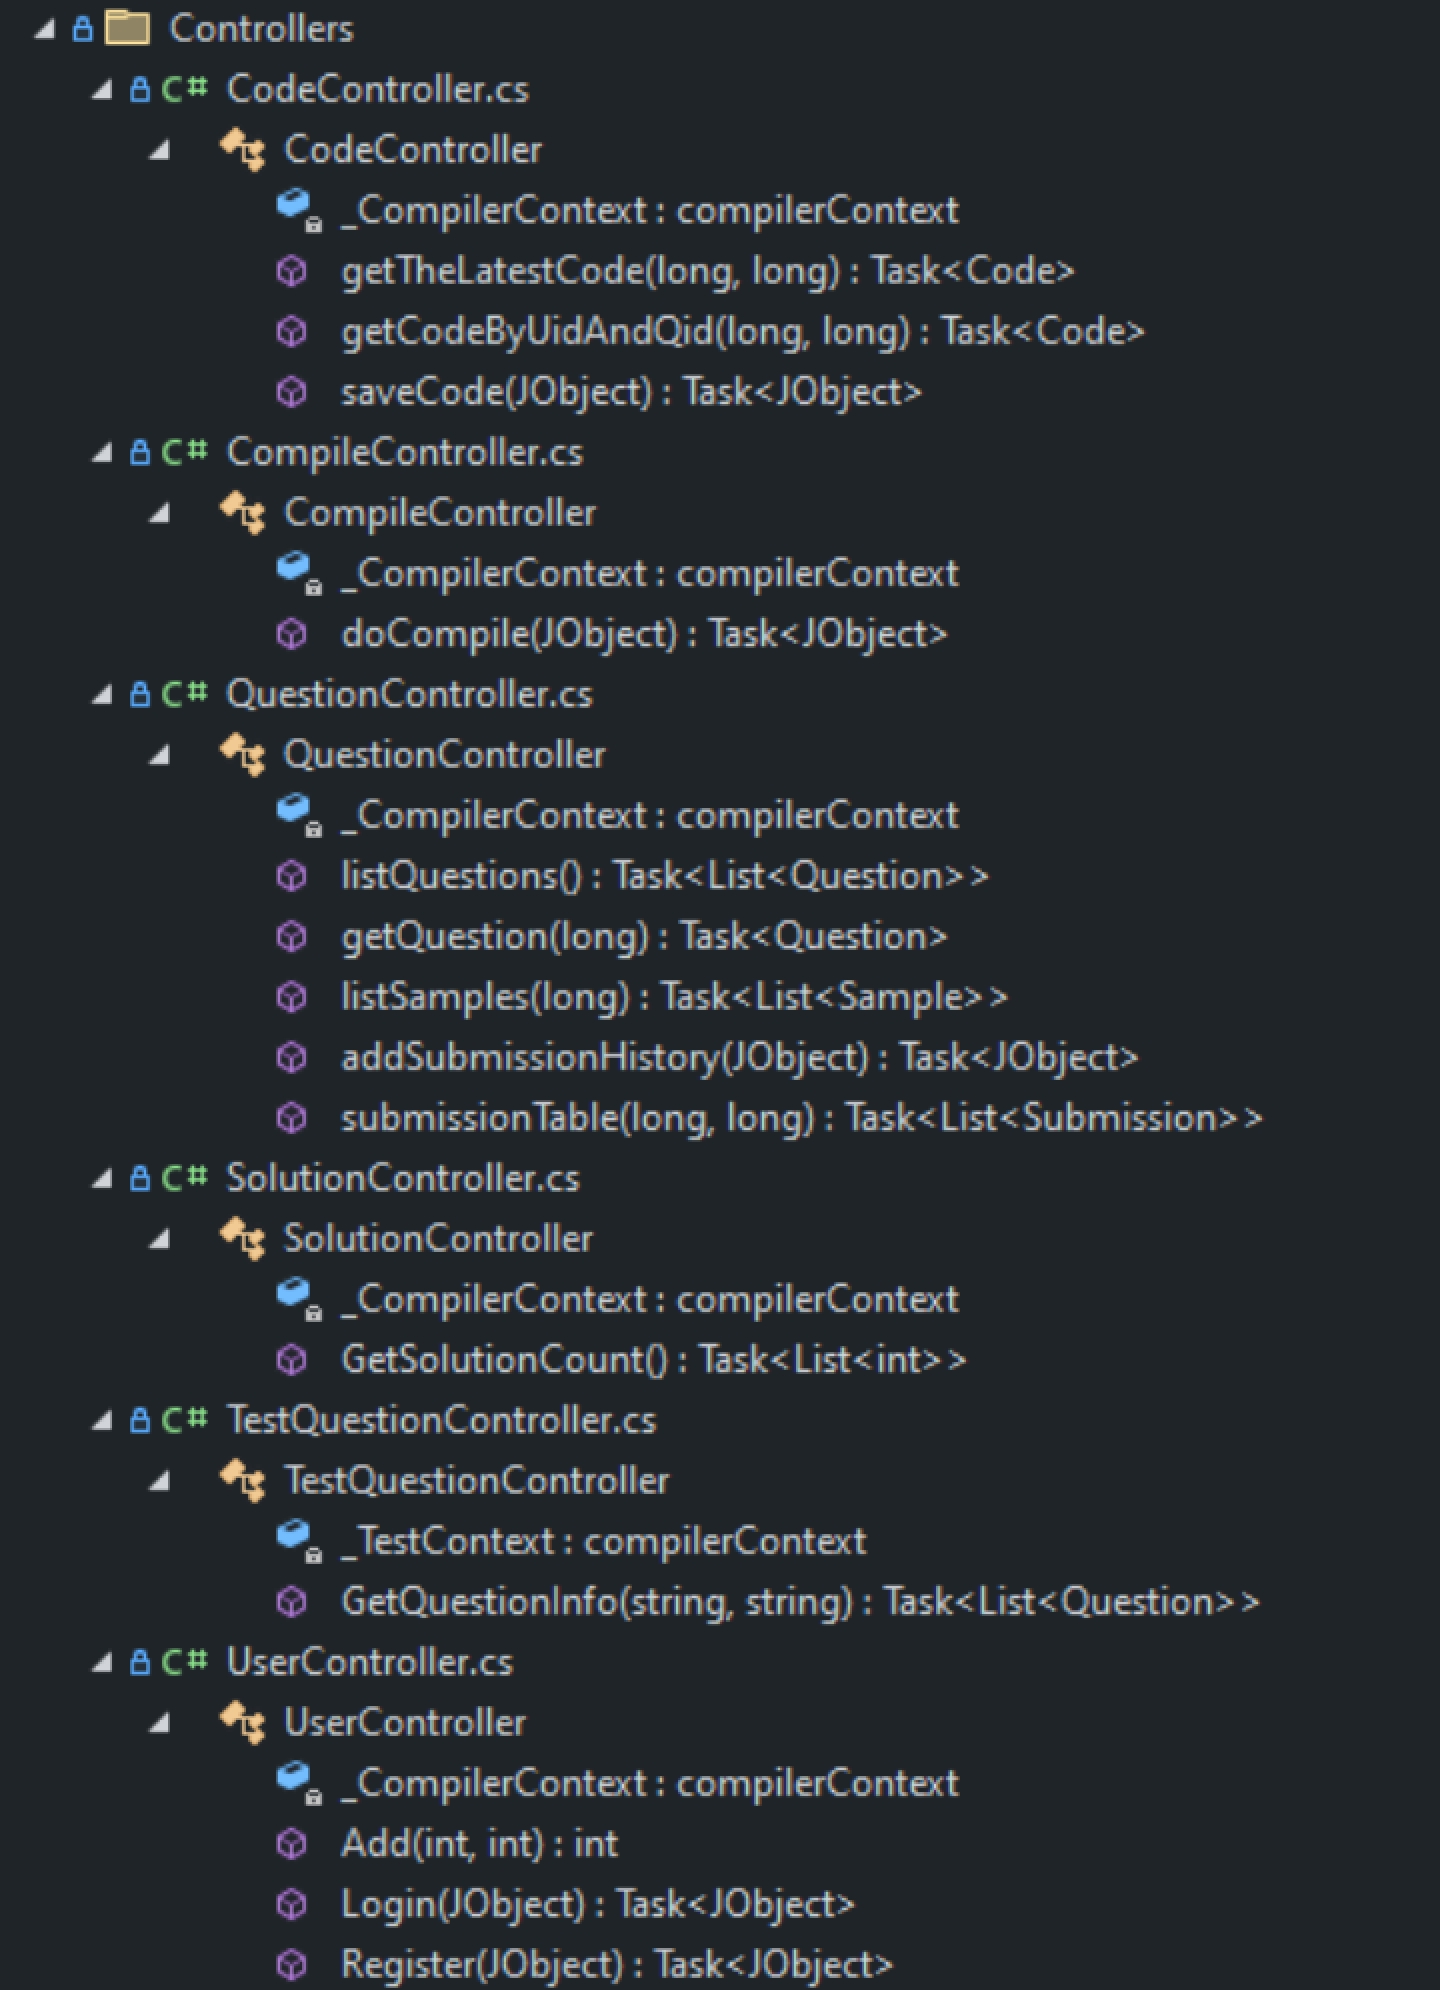 Controllers
C# CodeController.cs
CodeController
_CompilerContext : compilerContext
getTheLatestCode(long, long) : Task<Code>
getCodeByUidAndQid(long, long) : Task<Code>
saveCode(JObject) : Task<JObject>
C# CompileController.cs
CompileController
_CompilerContext : compilerContext
doCompile(JObject) : Task<JObject>
C# QuestionController.cs
QuestionController
_CompilerContext : compilerContext
listQuestions() : Task<List<Question>>
getQuestion(long) : Task<Question>
listSamples(long) : Task<List<Sample>>
addSubmissionHistory(JObject) : Task<JObject>
submissionTable(long, long) : Task<List<Submission>>
C# SolutionController.cs
SolutionController
_CompilerContext : compilerContext
GetSolutionCount() : Task<List<int>>
C# TestQuestionController.cs
TestQuestionController
_TestContext : compilerContext
GetQuestionInfo(string, string) : Task<List<Question>>
C# UserController.cs
UserController
_CompilerContext : compilerContext
Add(int, int) : int
Login(JObject) : Task<JObject>
Register(JObject) : Task<JObject>